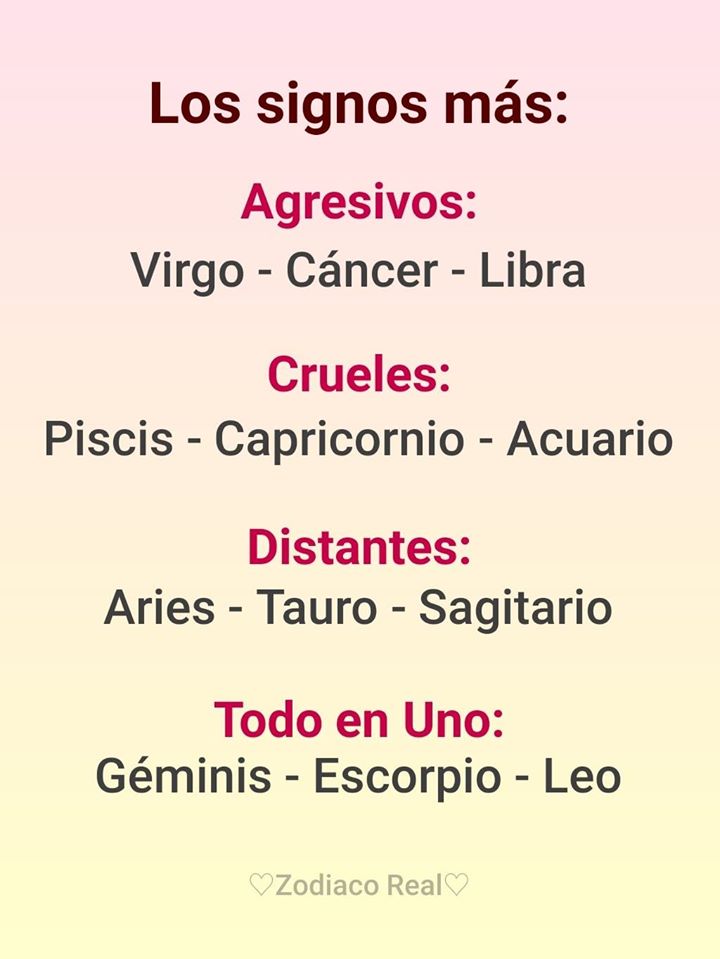 Los signos más:
Agresivos:
Virgo - Cáncer - Libra
Crueles:
Piscis - Capricornio - Acuario
Distantes:
Aries - Tauro - Sagitario
Todo en Uno:
Géminis - Escorpio - Leo
♡Zodiaco Real♡